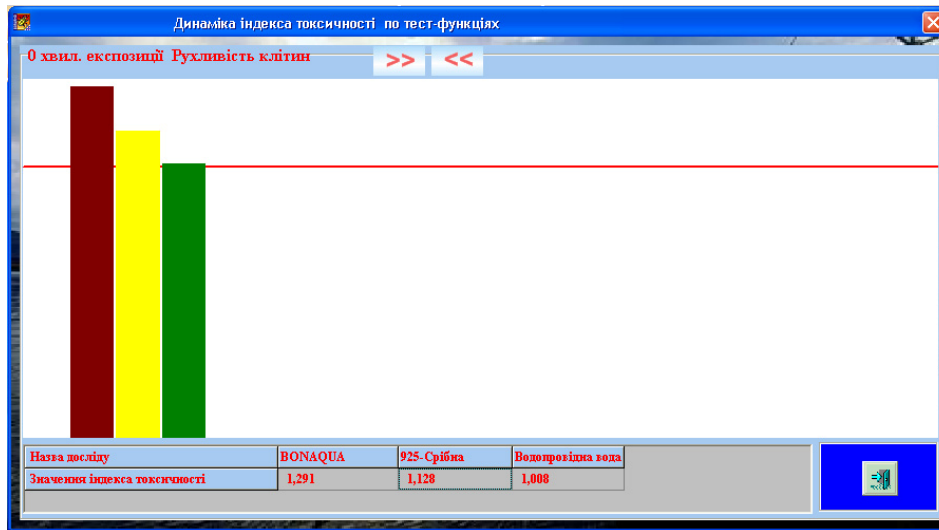 Динаміка індекса токсичності по тест-функціях
0 хвил. експозиції Рухливість клітин >> <<
Назва досліду BONAQUA 925-Срібна Водопровідна вода
Значення індекса токсичності 1,291 1,128 1,008